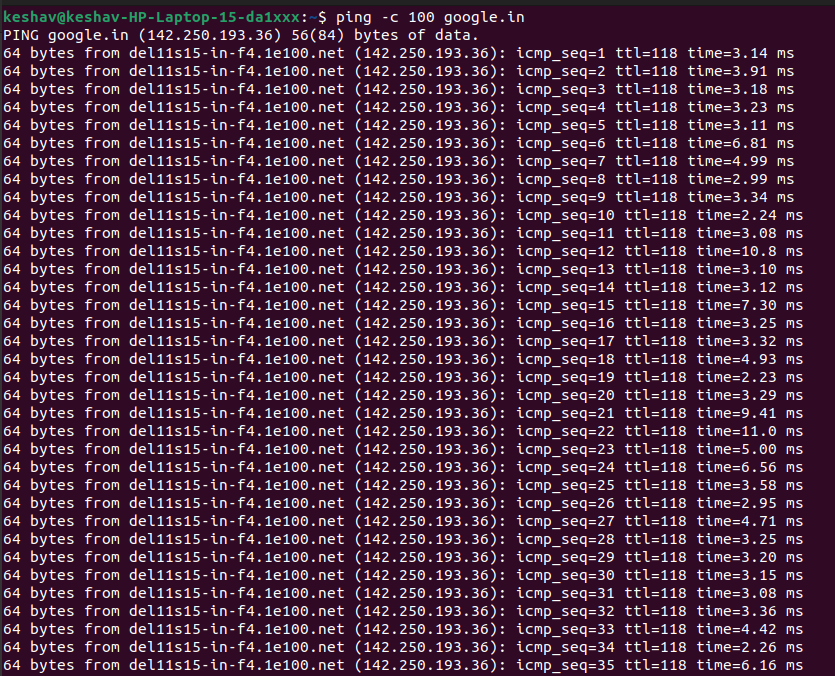 keshav@keshav-HP-Laptop-15-da1xxx:~$ ping -c 100 google.in
PING google.in (142.250.193.36) 56(84) bytes of data.
64 bytes from del11s15-in-f4.1e100.net (142.250.193.36): icmp_seq=1 ttl=118 time=3.14 ms
64 bytes from del11s15-in-f4.1e100.net (142.250.193.36): icmp_seq=2 ttl=118 time=3.91 ms
64 bytes from del11s15-in-f4.1e100.net (142.250.193.36): icmp_seq=3 ttl=118 time=3.18 ms
64 bytes from del11s15-in-f4.1e100.net (142.250.193.36): icmp_seq=4 ttl=118 time=3.23 ms
64 bytes from del11s15-in-f4.1e100.net (142.250.193.36): icmp_seq=5 ttl=118 time=3.11 ms
64 bytes from del11s15-in-f4.1e100.net (142.250.193.36): icmp_seq=6 ttl=118 time=6.81 ms
64 bytes from del11s15-in-f4.1e100.net (142.250.193.36): icmp_seq=7 ttl=118 time=4.99 ms
64 bytes from del11s15-in-f4.1e100.net (142.250.193.36): icmp_seq=8 ttl=118 time=2.99 ms
64 bytes from del11s15-in-f4.1e100.net (142.250.193.36): icmp_seq=9 ttl=118 time=3.34 ms
64 bytes from del11s15-in-f4.1e100.net (142.250.193.36): icmp_seq=10 ttl=118 time=2.24 ms
64 bytes from del11s15-in-f4.1e100.net (142.250.193.36): icmp_seq=11 ttl=118 time=3.08 ms
64 bytes from del11s15-in-f4.1e100.net (142.250.193.36): icmp_seq=12 ttl=118 time=10.8 ms
64 bytes from del11s15-in-f4.1e100.net (142.250.193.36): icmp_seq=13 ttl=118 time=3.10 ms
64 bytes from del11s15-in-f4.1e100.net (142.250.193.36): icmp_seq=14 ttl=118 time=3.12 ms
64 bytes from del11s15-in-f4.1e100.net (142.250.193.36): icmp_seq=15 ttl=118 time=7.30 ms
64 bytes from del11s15-in-f4.1e100.net (142.250.193.36): icmp_seq=16 ttl=118 time=3.25 ms
64 bytes from del11s15-in-f4.1e100.net (142.250.193.36): icmp_seq=17 ttl=118 time=3.32 ms
64 bytes from del11s15-in-f4.1e100.net (142.250.193.36): icmp_seq=18 ttl=118 time=4.93 ms
64 bytes from del11s15-in-f4.1e100.net (142.250.193.36): icmp_seq=19 ttl=118 time=2.23 ms
64 bytes from del11s15-in-f4.1e100.net (142.250.193.36): icmp_seq=20 ttl=118 time=3.29 ms
64 bytes from del11s15-in-f4.1e100.net (142.250.193.36): icmp_seq=21 ttl=118 time=9.41 ms
64 bytes from del11s15-in-f4.1e100.net (142.250.193.36): icmp_seq=22 ttl=118 time=11.0 ms
64 bytes from del11s15-in-f4.1e100.net (142.250.193.36): icmp_seq=23 ttl=118 time=5.00 ms
64 bytes from del11s15-in-f4.1e100.net (142.250.193.36): icmp_seq=24 ttl=118 time=6.56 ms
64 bytes from del11s15-in-f4.1e100.net (142.250.193.36): icmp_seq=25 ttl=118 time=3.58 ms
64 bytes from del11s15-in-f4.1e100.net (142.250.193.36): icmp_seq=26 ttl=118 time=2.95 ms
64 bytes from del11s15-in-f4.1e100.net (142.250.193.36): icmp_seq=27 ttl=118 time=4.71 ms
64 bytes from del11s15-in-f4.1e100.net (142.250.193.36): icmp_seq=28 ttl=118 time=3.25 ms
64 bytes from del11s15-in-f4.1e100.net (142.250.193.36): icmp_seq=29 ttl=118 time=3.20 ms
64 bytes from del11s15-in-f4.1e100.net (142.250.193.36): icmp_seq=30 ttl=118 time=3.15 ms
64 bytes from del11s15-in-f4.1e100.net (142.250.193.36): icmp_seq=31 ttl=118 time=3.08 ms
64 bytes from del11s15-in-f4.1e100.net (142.250.193.36): icmp_seq=32 ttl=118 time=3.36 ms
64 bytes from del11s15-in-f4.1e100.net (142.250.193.36): icmp_seq=33 ttl=118 time=4.42 ms
64 bytes from del11s15-in-f4.1e100.net (142.250.193.36): icmp_seq=34 ttl=118 time=2.26 ms
64 bytes from del11s15-in-f4.1e100.net (142.250.193.36): icmp_seq=35 ttl=118 time=6.16 ms